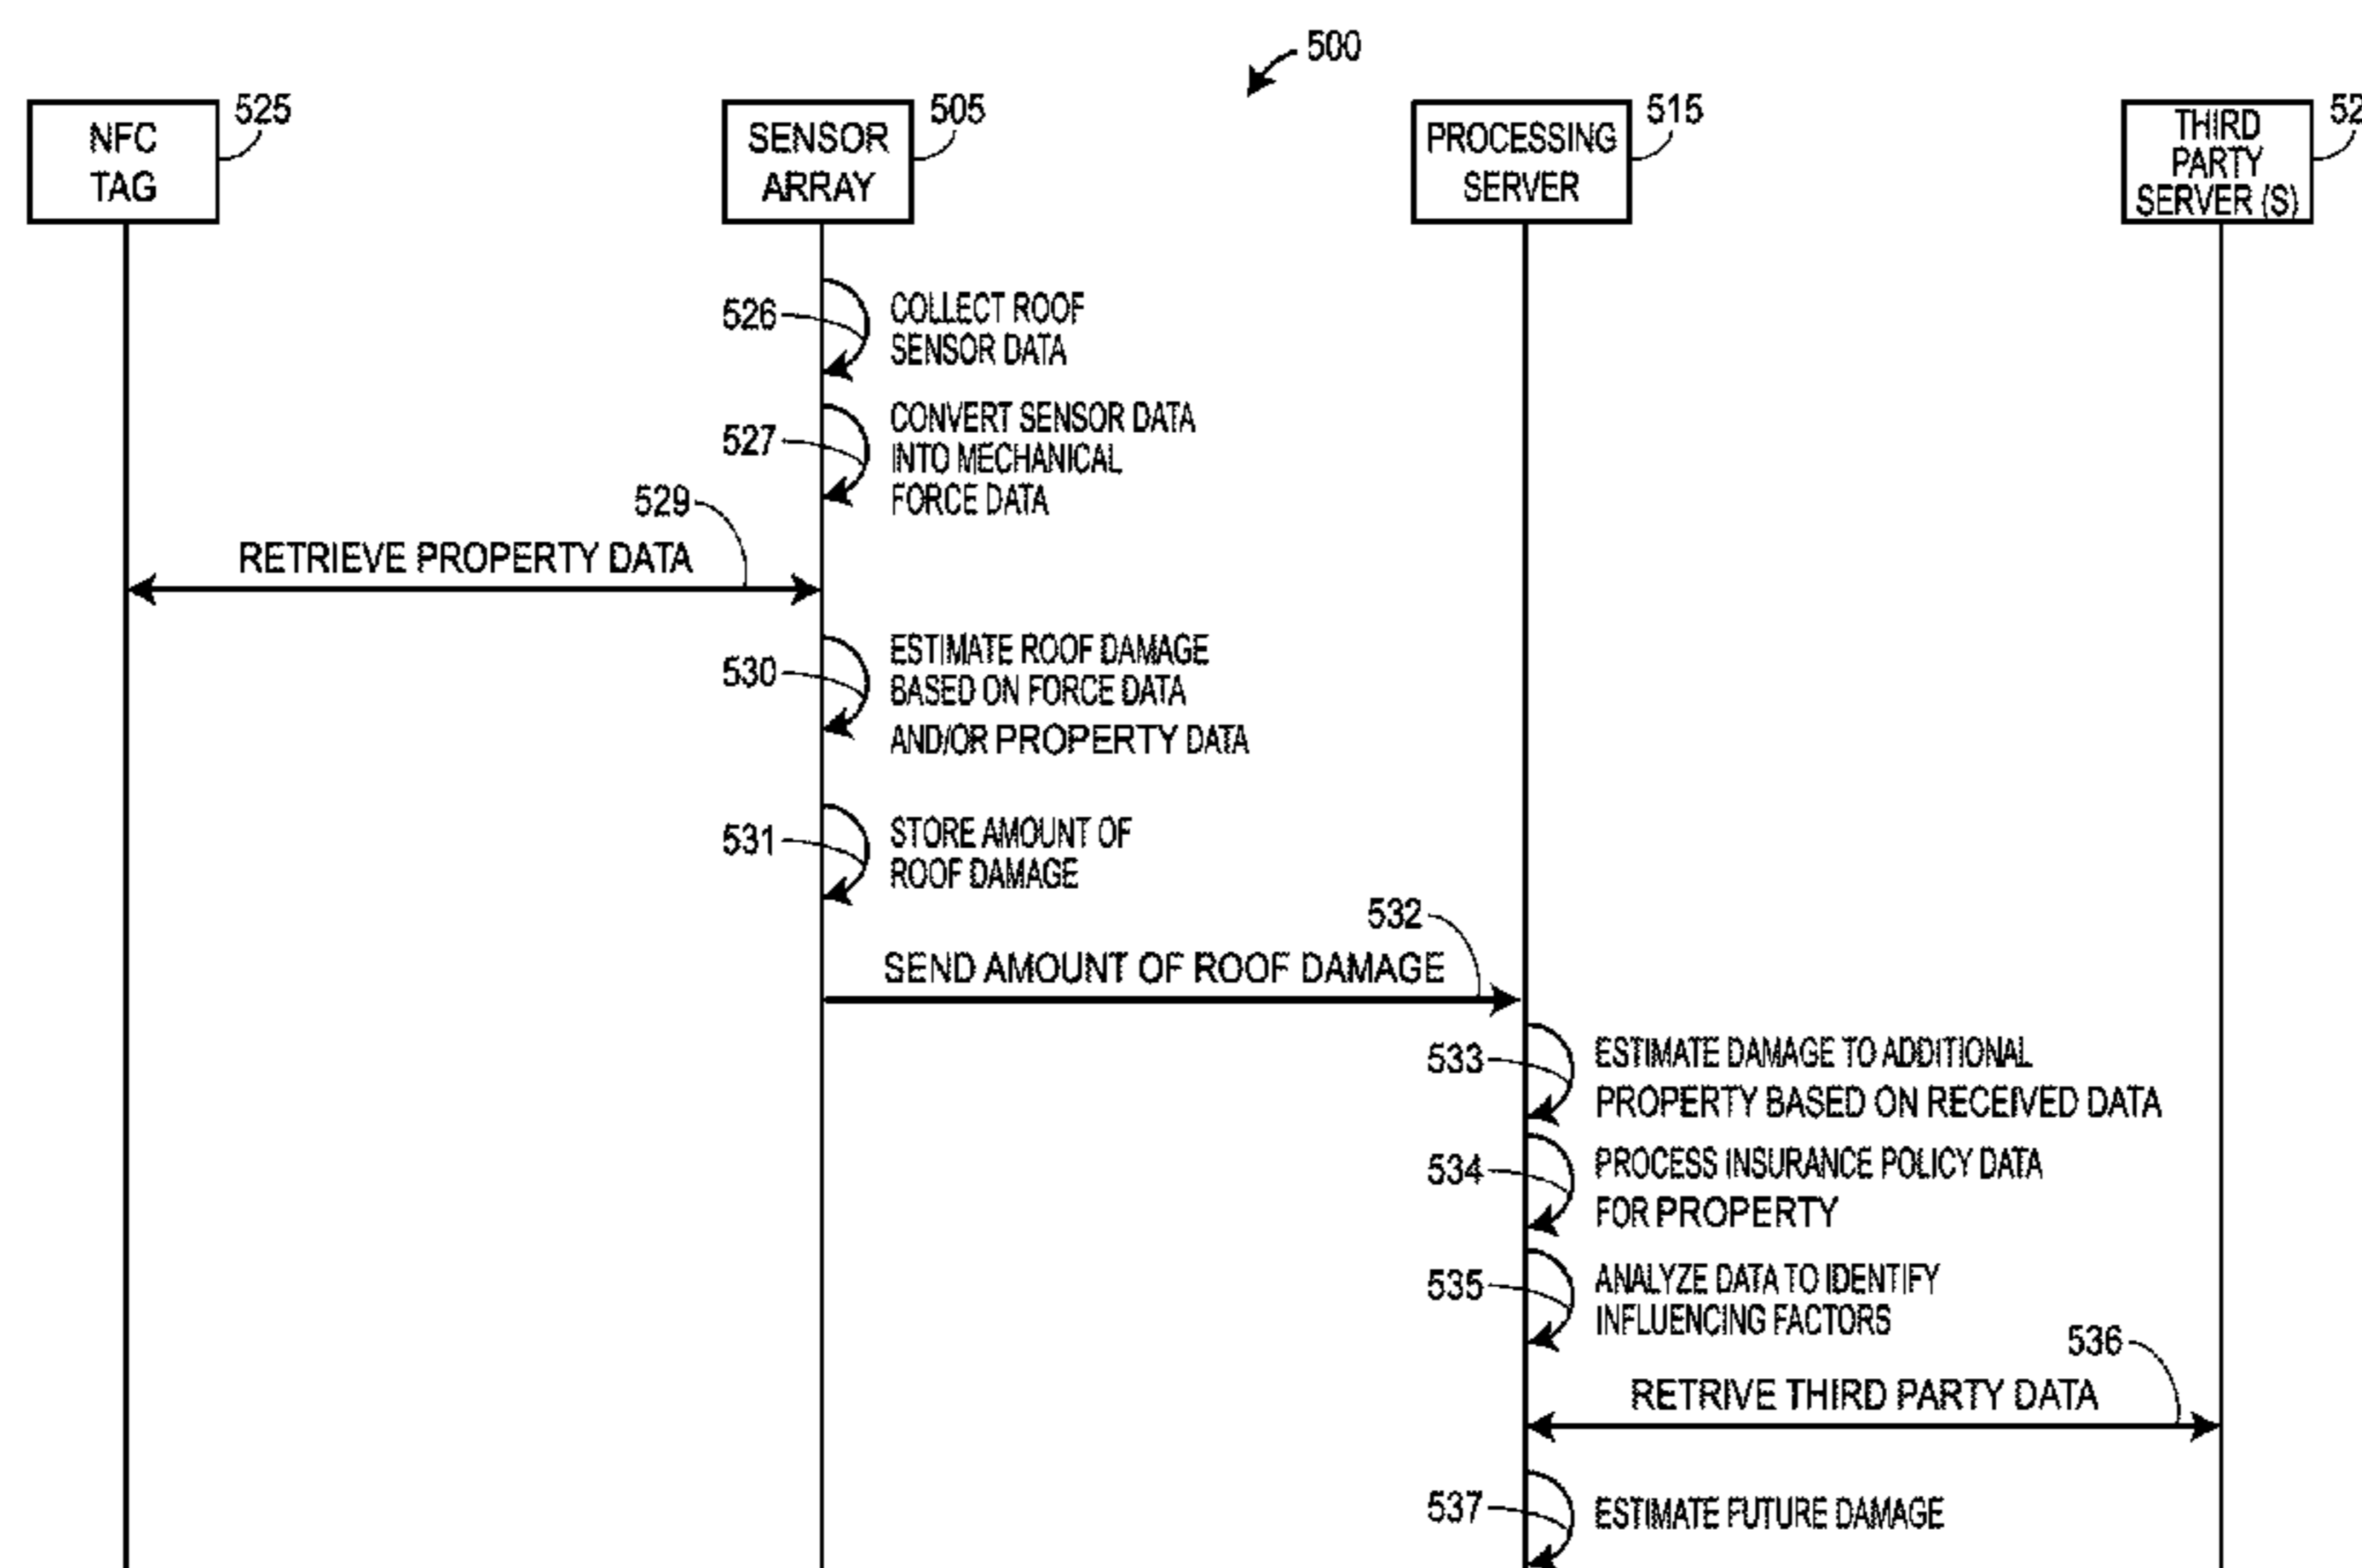 500
NFC
TAG
525
SENSOR
ARRAY
505
PROCESSING
SERVER
515
THIRD
PARTY
SERVER (S)
526
COLLECT ROOF
SENSOR DATA
527
CONVERT SENSOR DATA
INTO MECHANICAL
FORCE DATA
529
RETRIEVE PROPERTY DATA
530
ESTIMATE ROOF DAMAGE
BASED ON FORCE DATA
AND/OR PROPERTY DATA
531
STORE AMOUNT OF
ROOF DAMAGE
532
SEND AMOUNT OF ROOF DAMAGE
533
ESTIMATE DAMAGE TO ADDITIONAL
PROPERTY BASED ON RECEIVED DATA
534
PROCESS INSURANCE POLICY DATA
FOR PROPERTY
535
ANALYZE DATA TO IDENTIFY
INFLUENCING FACTORS
536
RETRIVE THIRD PARTY DATA
537
ESTIMATE FUTURE DAMAGE